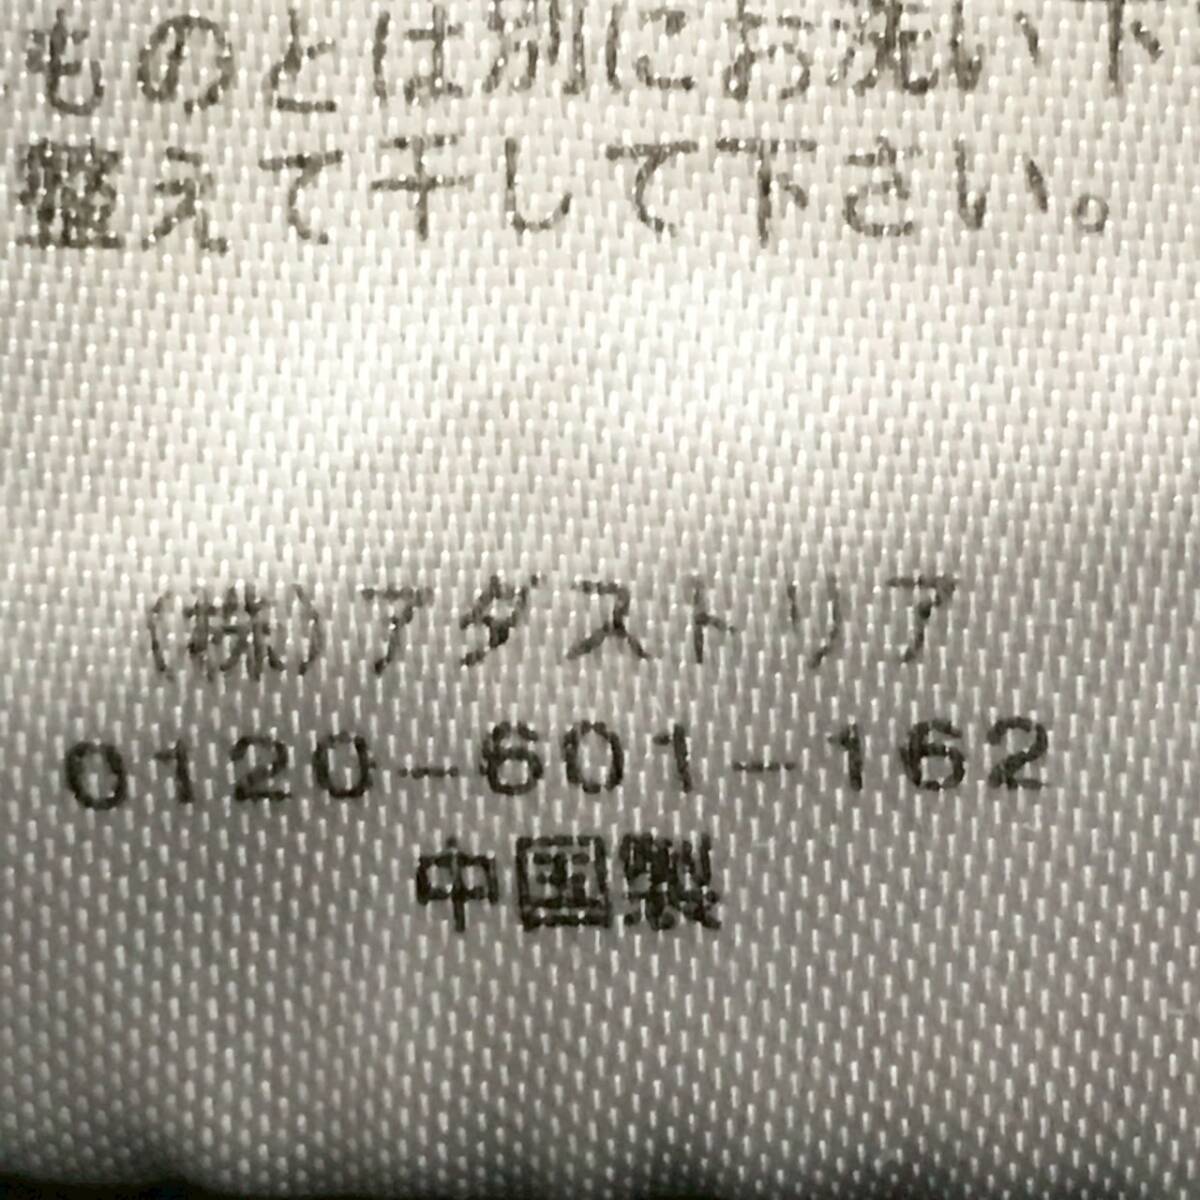 ものとは別にお洗い下
整えて干して下さい。
(株)アダストリア
0120-601-162
中国製